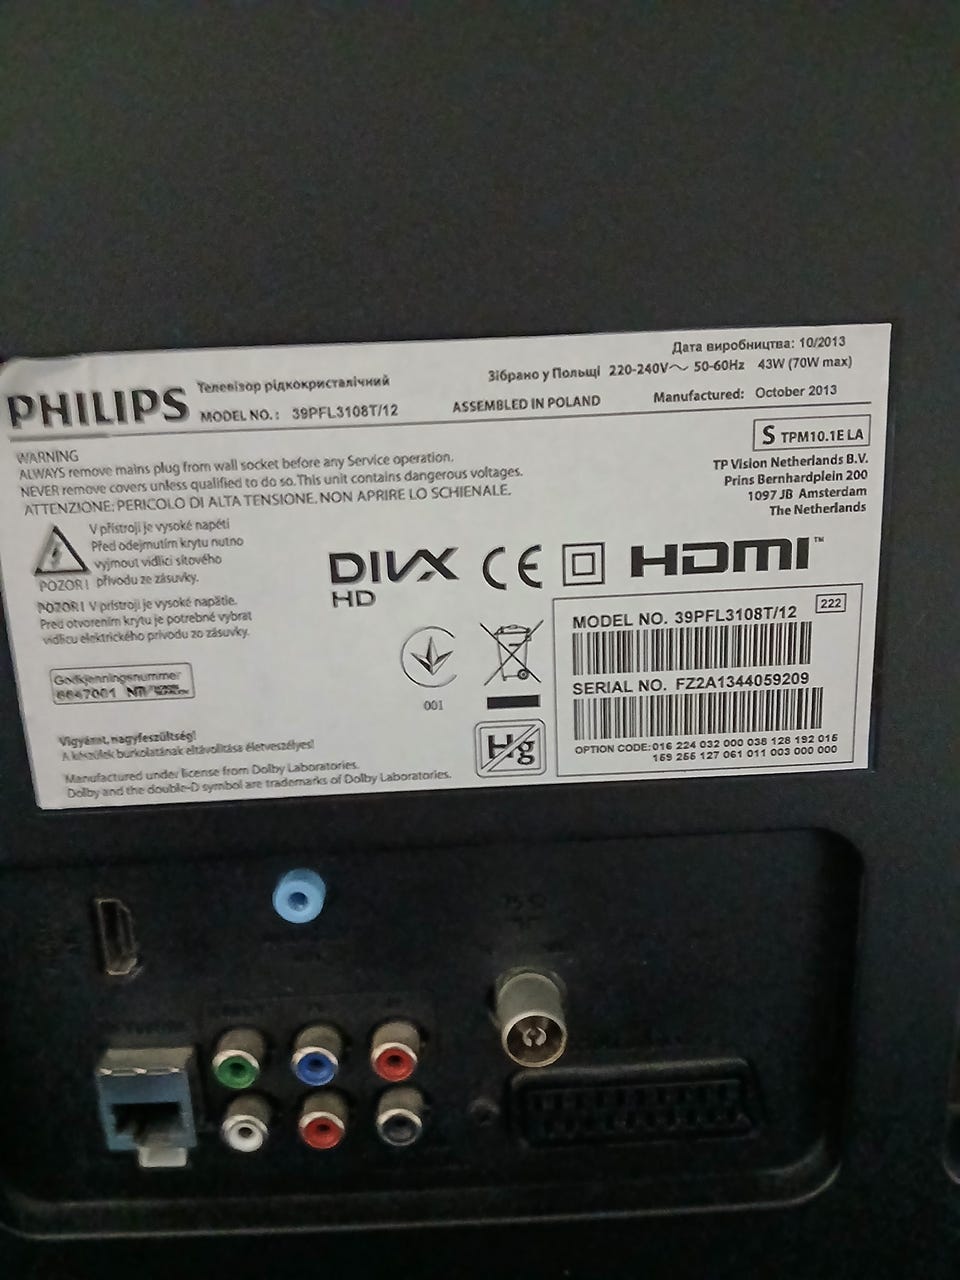 Дата виробництва: 10/2013
Телевізор рідкокристалічний
Зібрано у Польщі 220-240V~ 50-60Hz 43W (70W max)
PHILIPS MODEL NO.: 39PFL3108T/12 ASSEMBLED IN POLAND Manufactured: October 2013
WARNING
ALWAYS remove mains plug from wall socket before any Service operation.
NEVER remove covers unless qualified to do so. This unit contains dangerous voltages.
ATTENZIONE: PERICOLO DI ALTA TENSIONE, NON APRIRE LO SCHIENALE.
S TPM10.1E LA
TP Vision Netherlands B.V.
Prins Bernhardplein 200
1097 JB Amsterdam
The Netherlands
V přístroji je vysoké napětí
Před odejmutím krytu nutno
vyjmout vidlici síťového
POZOR! přívodu ze zásuvky.
POZOR! V prístroji je vysoké napätie.
Pred otvorením krytu je potrebné vybrat
vidlicu elektrického prívodu zo zásuvky.
DIVX
HD
CE
HDMI™
Godkjenningsnummer
6647001
001
Hg
MODEL NO. 39PFL3108T/12 222
SERIAL NO. FZ2A1344059209
OPTION CODE: 016 224 032 000 038 128 192 015
159 255 127 061 011 003 000 000
Vigyázat, nagyfeszültség!
A készülék burkolatának eltávolítása életveszélyes!
Manufactured under license from Dolby Laboratories.
Dolby and the double-D symbol are trademarks of Dolby Laboratories.